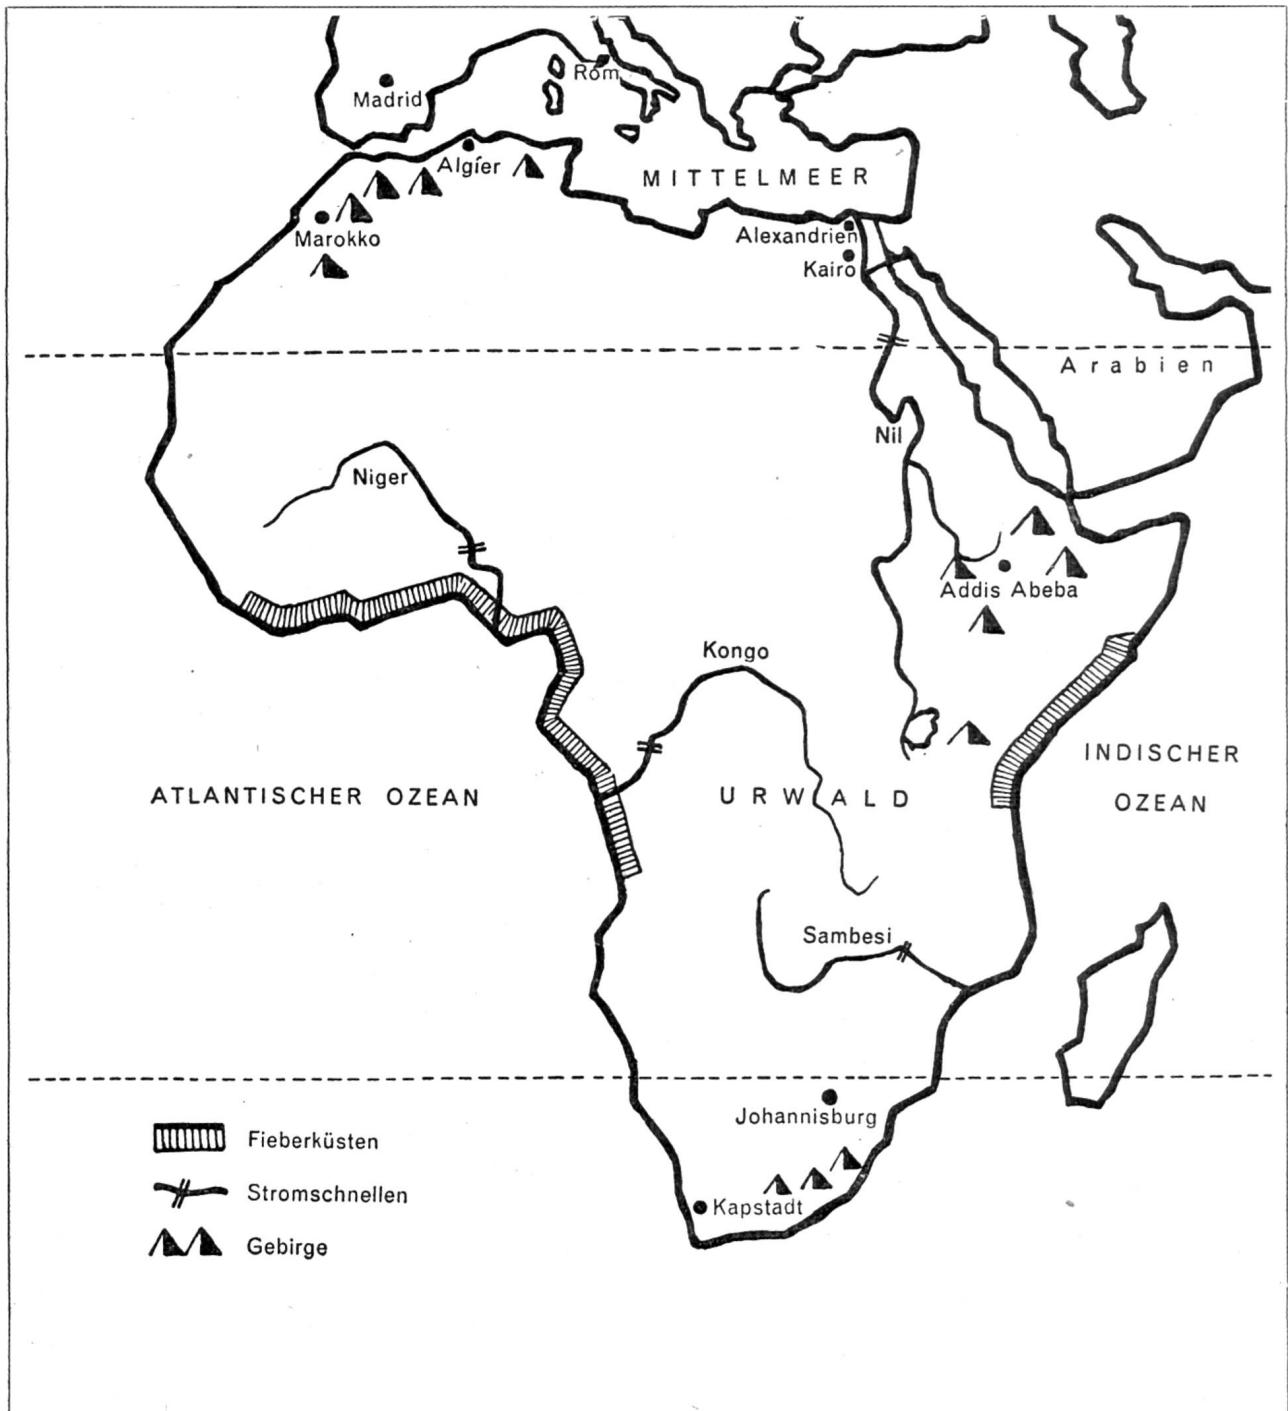 Rom
Madrid
Algier
MITTELMEER
Marokko
Alexandrien
Kairo
Arabien
Nil
Niger
Addis Abeba
Kongo
INDISCHER
OZEAN
ATLANTISCHER OZEAN
URWALD
Sambesi
Johannisburg
Kapstadt
Fieberküsten
Stromschnellen
Gebirge